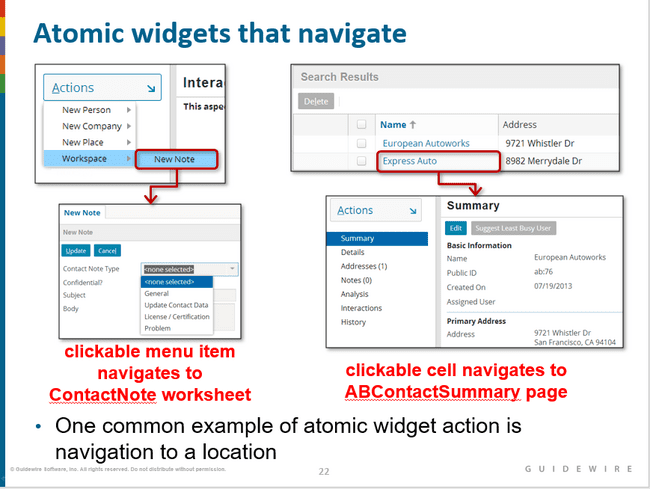 Atomic widgets that navigate
Actions
New Person
New Company
New Place
Workspace
New Note
Intera
This aspe
Search Results
Delete
Name ↑ Address
European Autoworks 9721 Whistler Dr
Express Auto 8982 Merrydale Dr
New Note
New Note
Update Cancel
Contact Note Type <none selected>
Confidential? <none selected>
Subject General
Body Update Contact Data
License / Certification
Problem
Actions
Summary
Details
Addresses (1)
Notes (0)
Analysis
Interactions
History
Summary
Edit Suggest Least Busy User
Basic Information
Name European Autoworks
Public ID ab:76
Created On 07/19/2013
Assigned User
Primary Address
Address 9721 Whistler Dr
San Francisco, CA 94104
clickable menu item
navigates to
ContactNote worksheet
clickable cell navigates to
ABContactSummary page
• One common example of atomic widget action is
navigation to a location
© Guidewire Software, Inc. All rights reserved. Do not distribute without permission.
22
GUIDEWIRE